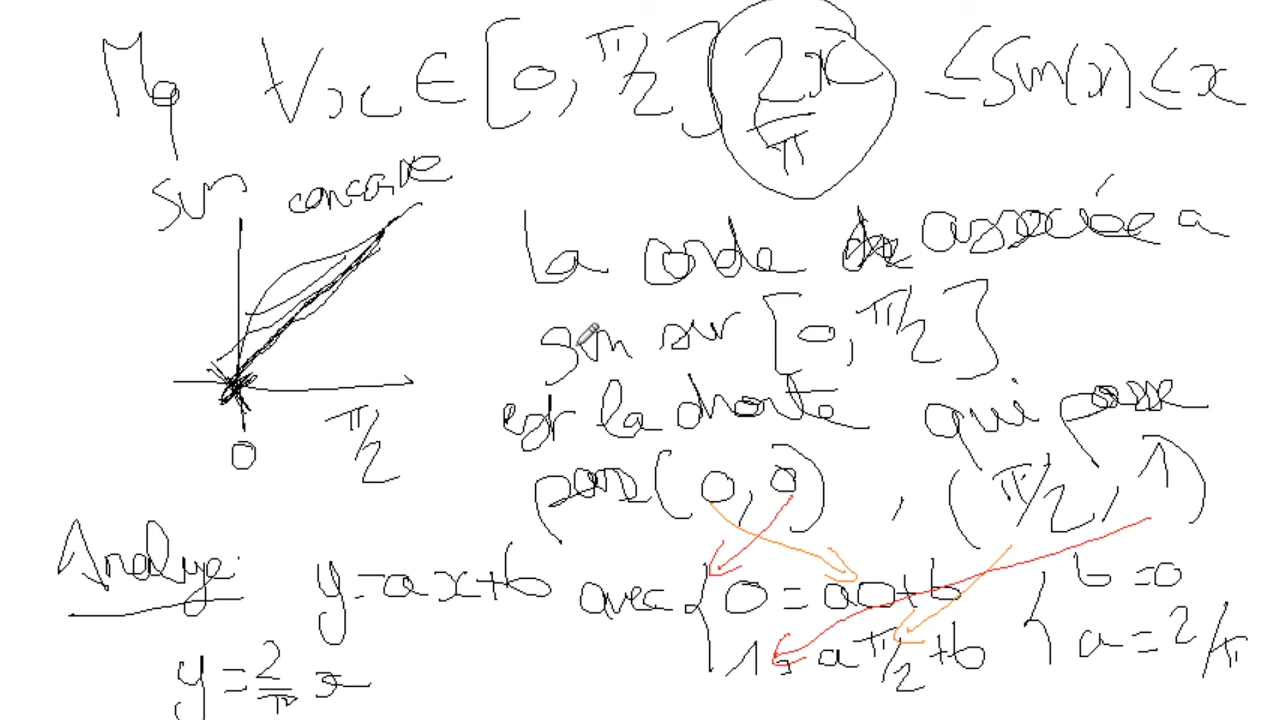 Mq ∀x ∈ [0, π/2] 2x/π ≤ sin(x) ≤ x
sin concave
la corde associée a
sin sur [0, π/2]
est la droite qui passe
par (0,0), (π/2, 1)
0
π/2
Analyse: y=ax+b avec { 0 = a0+b { b=0
1 = aπ/2+b a=2/π
y=2/π x